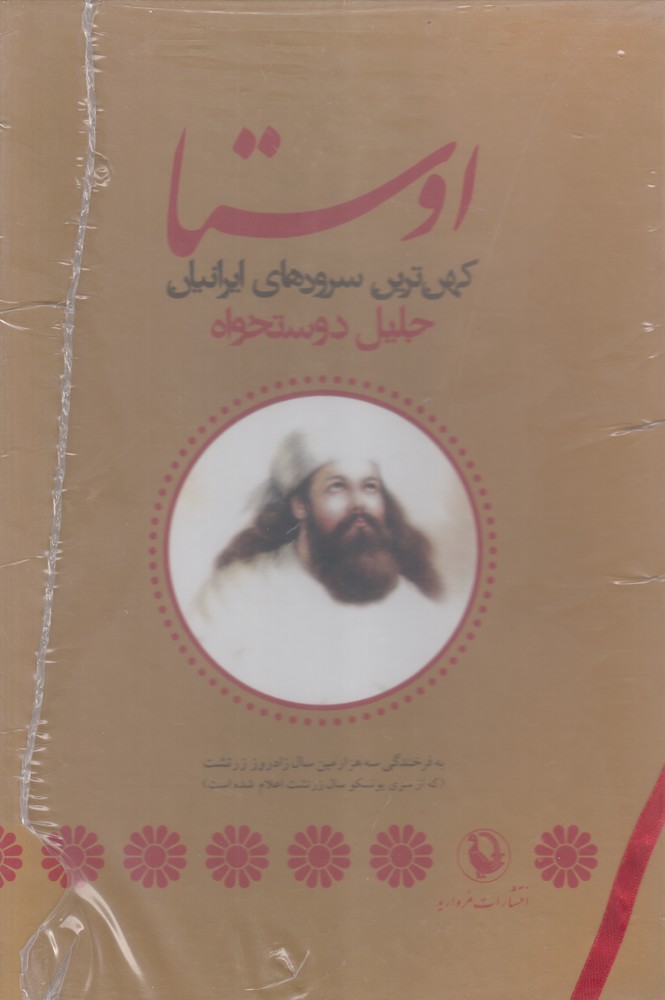 اوستا
کهن‌ترین سرودهای ایرانیان
جلیل دوستخواه
به فرخندگی سه هزارمین سال زادروز زرتشت
(که از سوی یونسکو سال زرتشت اعلام شده است)
انتشارات مروارید